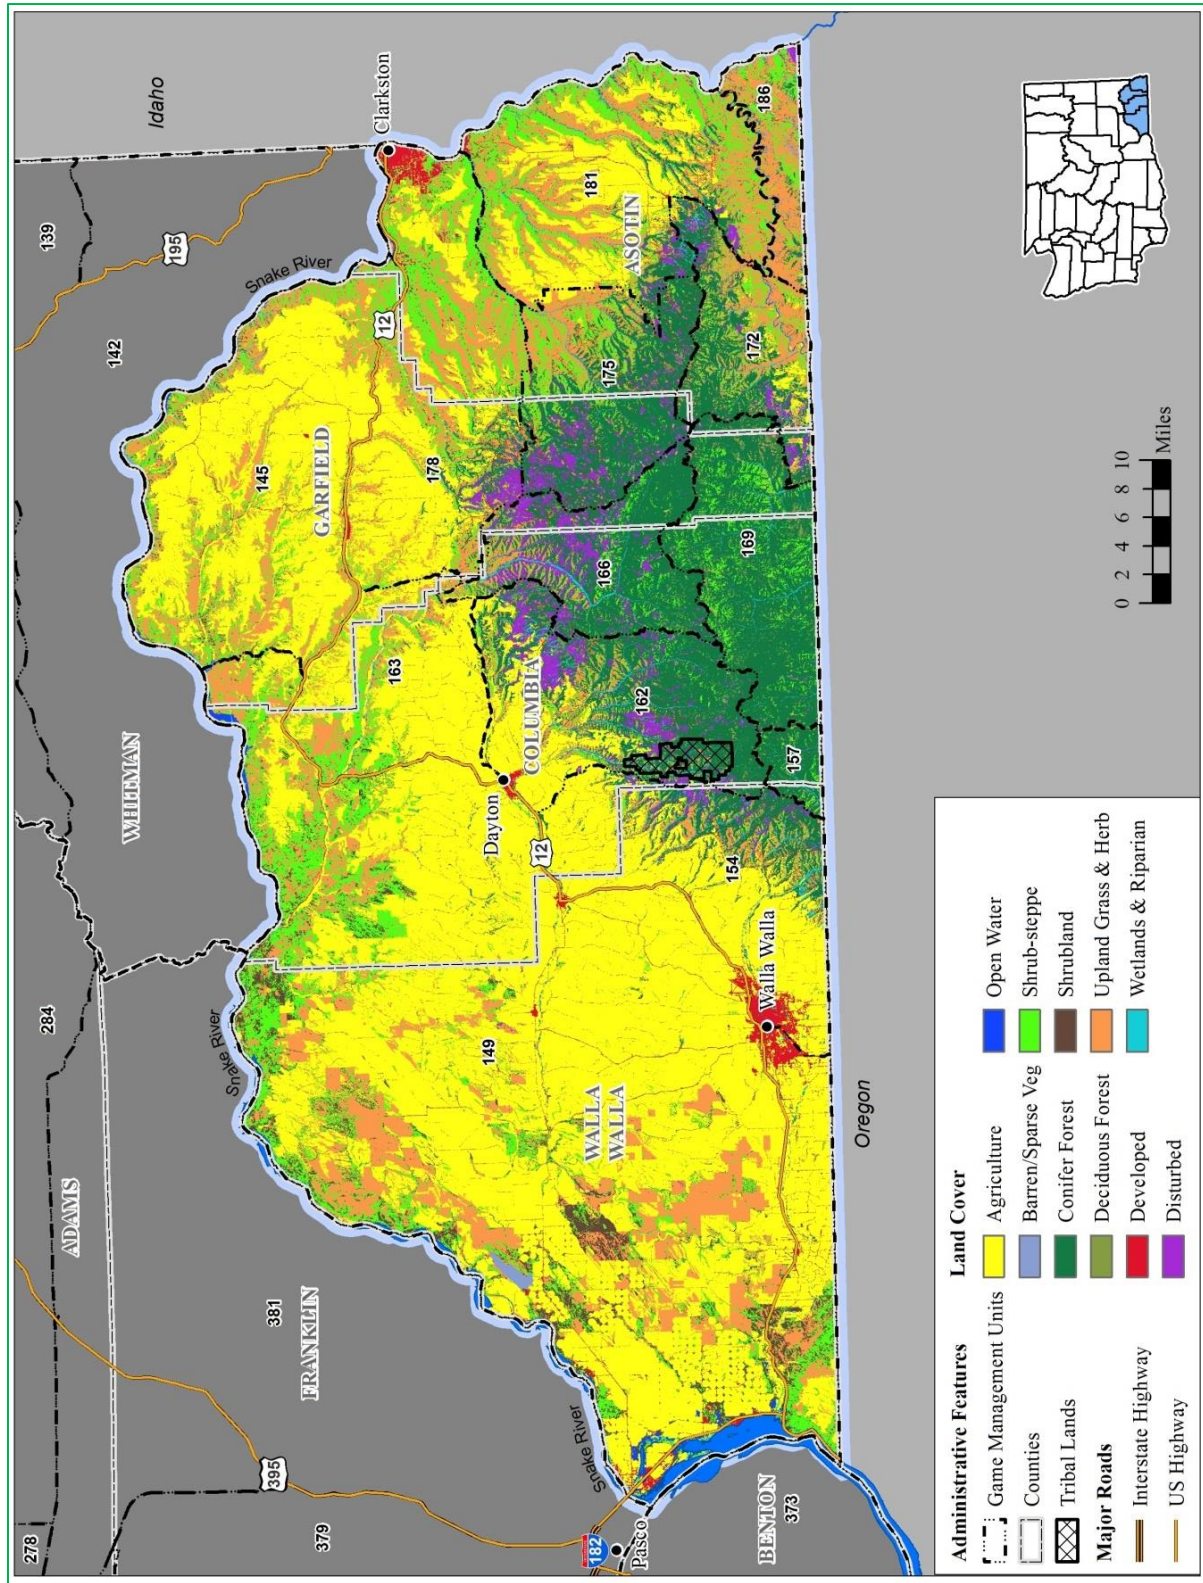 Idaho
139
195
142
Snake River
Clarkston
12
186
181
ASOTIN
172
175
178
145
GARFIELD
169
166
163
WHITMAN
COLUMBIA
162
157
Dayton
12
154
284
Snake River
149
Walla Walla
WALLA
WALLA
ADAMS
381
FRANKLIN
Oregon
Snake River
395
278
379
182
Pasco
BENTON
373
0 2 4 6 8 10
Miles
Administrative Features
Game Management Units
Counties
Tribal Lands
Major Roads
Interstate Highway
US Highway
Land Cover
Agriculture
Barren/Sparse Veg
Conifer Forest
Deciduous Forest
Developed
Disturbed
Open Water
Shrub-steppe
Shrubland
Upland Grass & Herb
Wetlands & Riparian